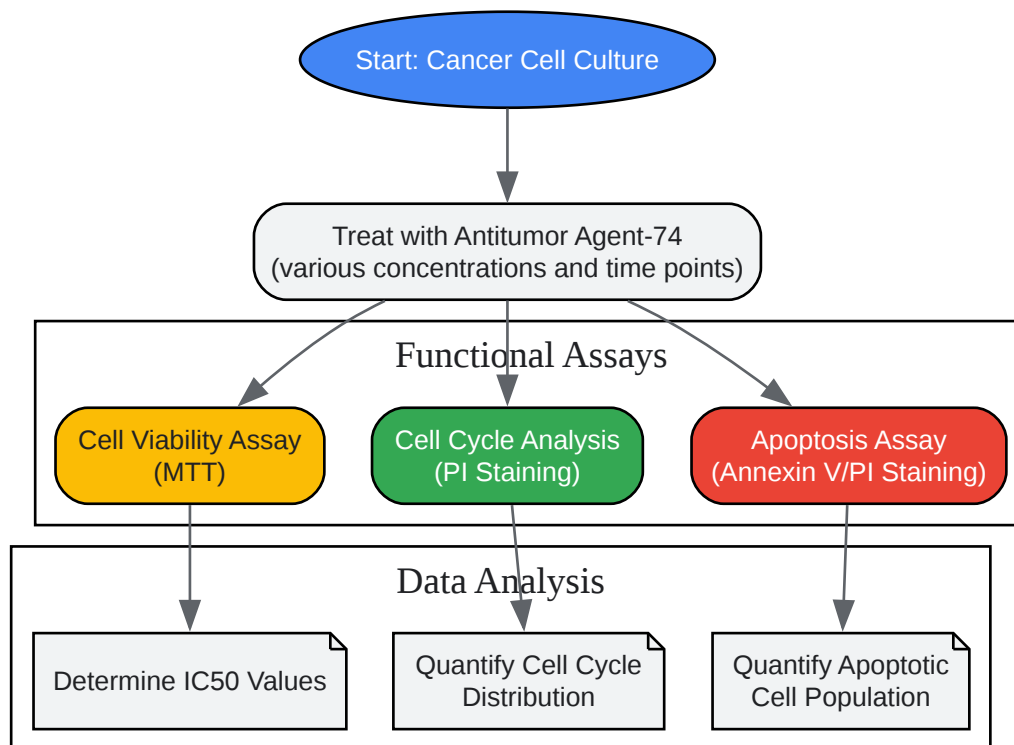 Start: Cancer Cell Culture
Treat with Antitumor Agent-74
(various concentrations and time points)
Functional Assays
Cell Viability Assay
(MTT)
Cell Cycle Analysis
(PI Staining)
Apoptosis Assay
(Annexin V/PI Staining)
Data Analysis
Determine IC50 Values
Quantify Cell Cycle
Distribution
Quantify Apoptotic
Cell Population